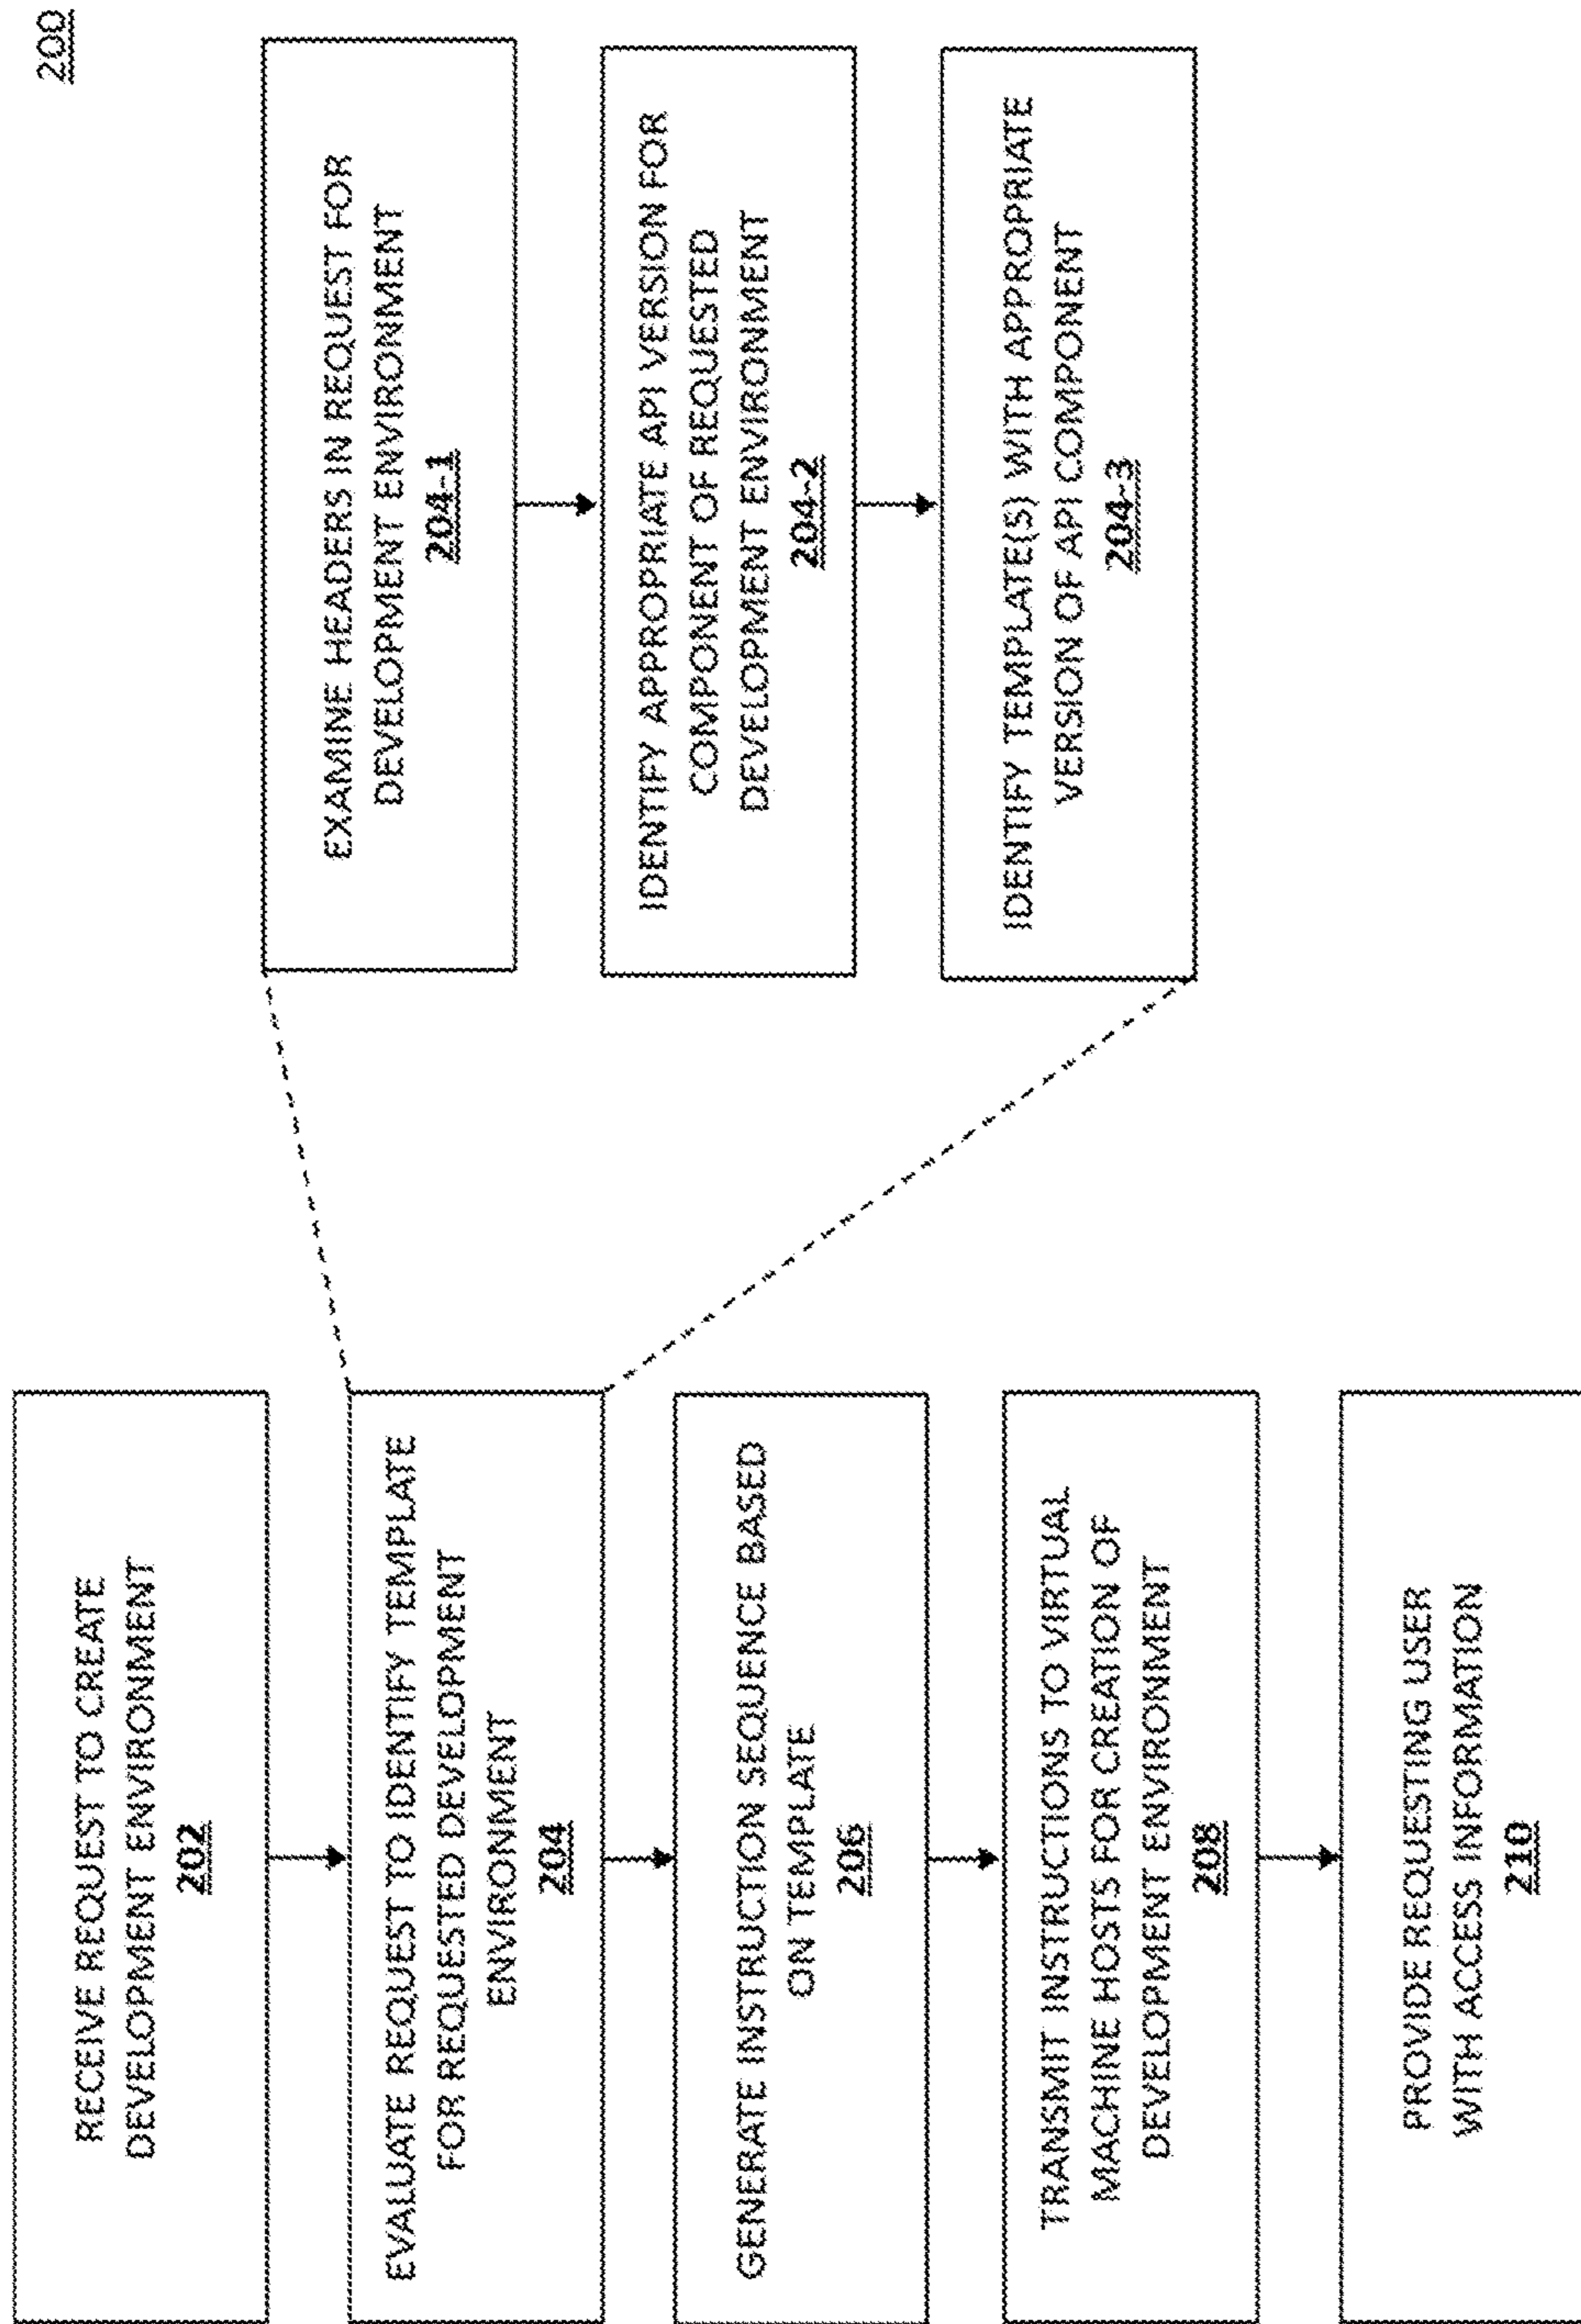 200
RECEIVE REQUEST TO CREATE
DEVELOPMENT ENVIRONMENT
202
EVALUATE REQUEST TO IDENTIFY TEMPLATE
FOR REQUESTED DEVELOPMENT
ENVIRONMENT
204
GENERATE INSTRUCTION SEQUENCE BASED
ON TEMPLATE
206
TRANSMIT INSTRUCTIONS TO VIRTUAL
MACHINE HOSTS FOR CREATION OF
DEVELOPMENT ENVIRONMENT
208
PROVIDE REQUESTING USER
WITH ACCESS INFORMATION
210
EXAMINE HEADERS IN REQUEST FOR
DEVELOPMENT ENVIRONMENT
204-1
IDENTIFY APPROPRIATE API VERSION FOR
COMPONENT OF REQUESTED
DEVELOPMENT ENVIRONMENT
204-2
IDENTIFY TEMPLATE(S) WITH APPROPRIATE
VERSION OF API COMPONENT
204-3